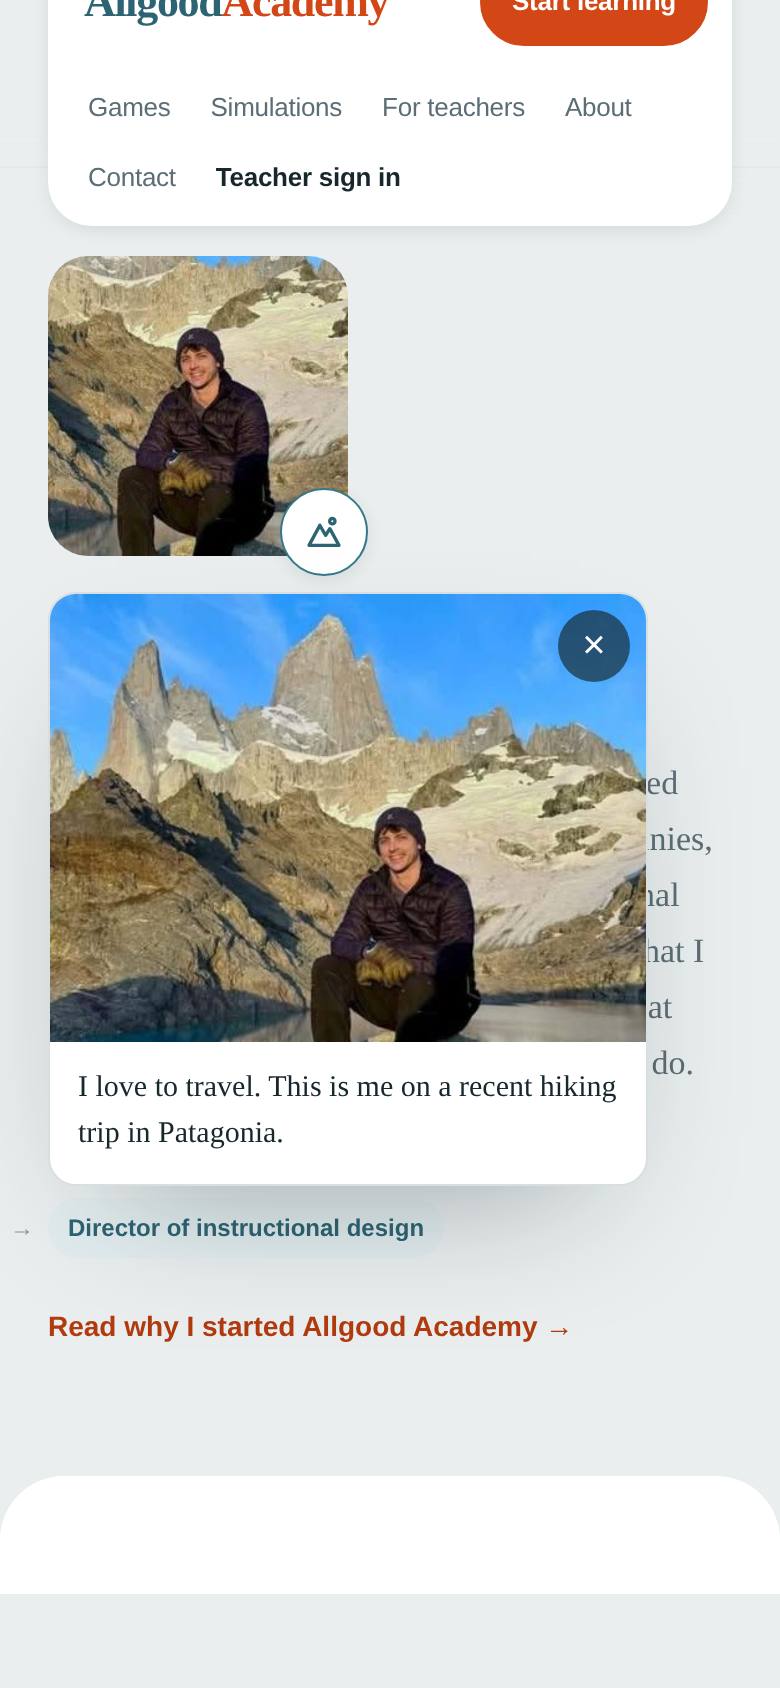 AllgoodAcademy
Start learning
Games Simulations For teachers About
Contact Teacher sign in
ed
nies,
nal
hat I
at
do.
I love to travel. This is me on a recent hiking
trip in Patagonia.
→ Director of instructional design
Read why I started Allgood Academy →